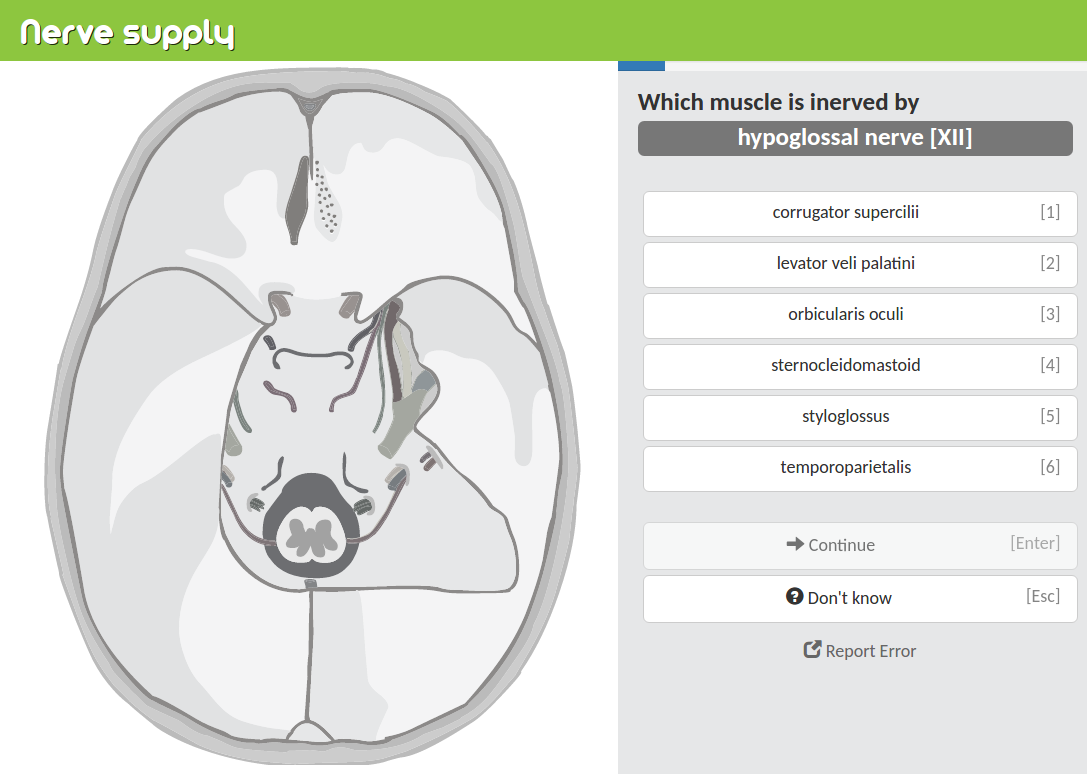 Nerve supply
Which muscle is inerved by
hypoglossal nerve [XII]
corrugator supercilii [1]
levator veli palatini [2]
orbicularis oculi [3]
sternocleidomastoid [4]
styloglossus [5]
temporoparietalis [6]
Continue [Enter]
Don't know [Esc]
Report Error